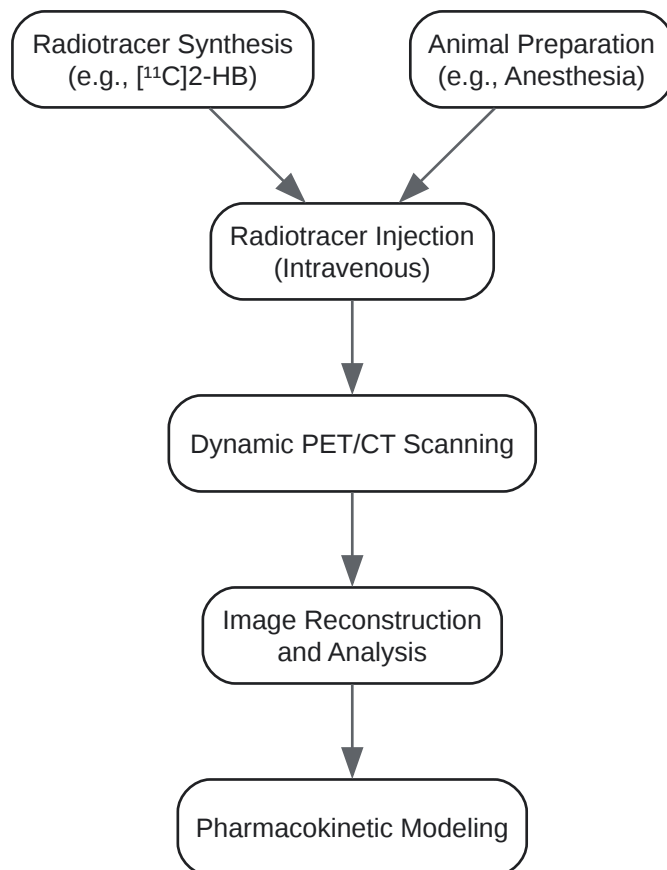 Radiotracer Synthesis
(e.g., [¹¹C]2-HB)
Animal Preparation
(e.g., Anesthesia)
Radiotracer Injection
(Intravenous)
Dynamic PET/CT Scanning
Image Reconstruction
and Analysis
Pharmacokinetic Modeling